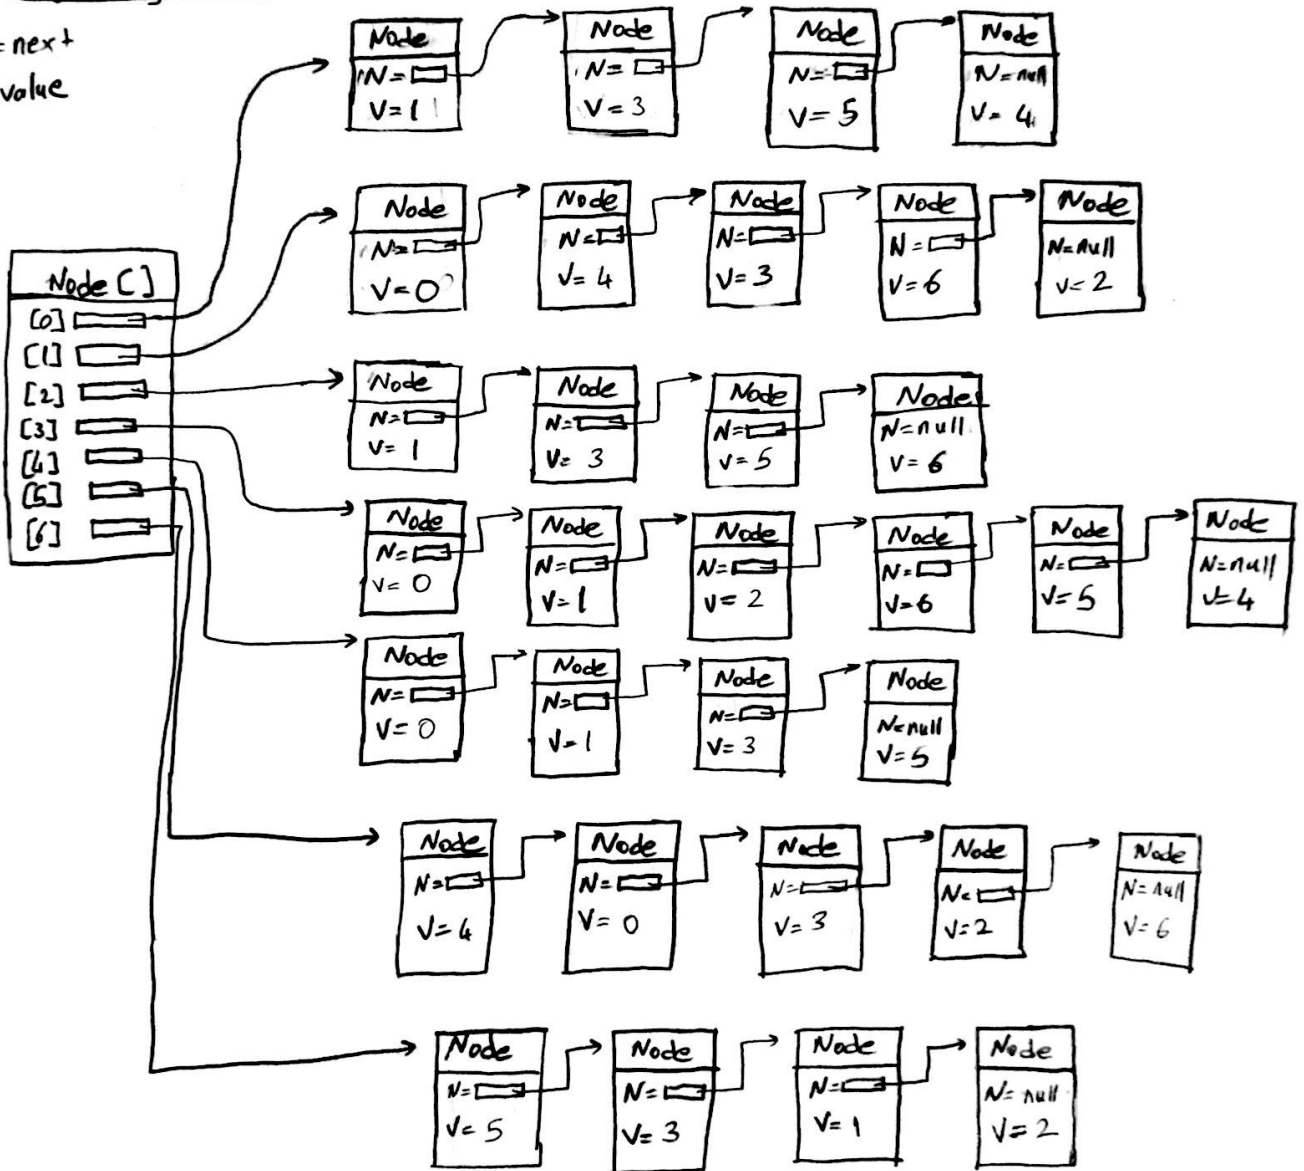 = next
value
Node [ ]
[0]
[1]
[2]
[3]
[4]
[5]
[6]
Node
N=
V=1
Node
N=
V=3
Node
N=
V=5
Node
N=null
V=4
Node
N=
V=0
Node
N=
V=4
Node
N=
V=3
Node
N=
V=6
Node
N=null
V=2
Node
N=
V=1
Node
N=
V=3
Node
N=
V=5
Node
N=null
V=6
Node
N=
V=0
Node
N=
V=1
Node
N=
V=2
Node
N=
V=6
Node
N=
V=5
Node
N=null
V=4
Node
N=
V=0
Node
N=
V=1
Node
N=
V=3
Node
N=null
V=5
Node
N=
V=4
Node
N=
V=0
Node
N=
V=3
Node
N=
V=2
Node
N=null
V=6
Node
N=
V=5
Node
N=
V=3
Node
N=
V=1
Node
N=null
V=2